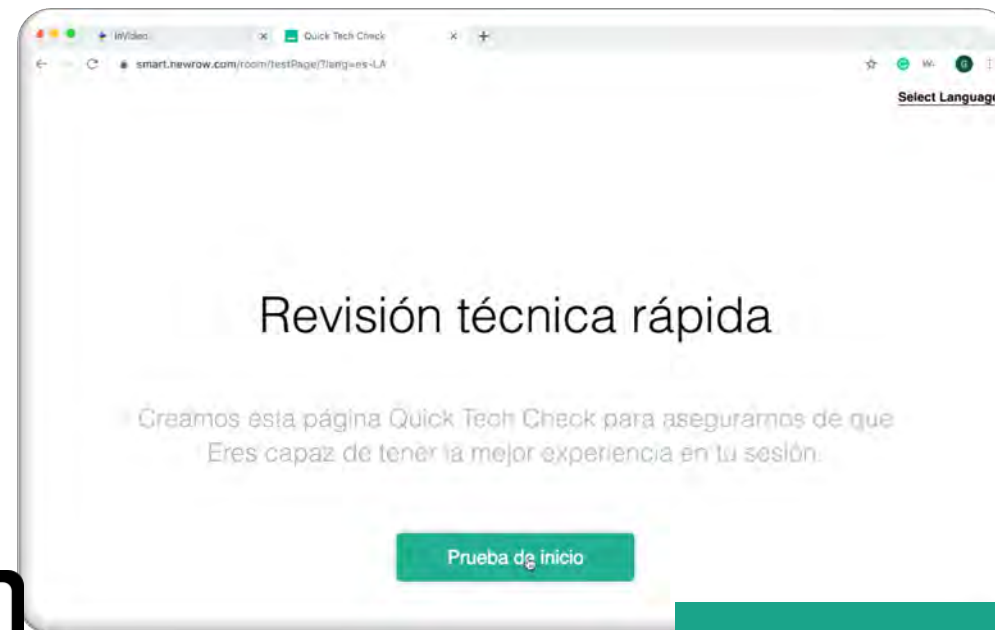 InVideo
Quick Tech Check
smart.newrow.com/room/testPage/?lang=es-LA
G
Select Language
Revisión técnica rápida
Creamos esta página Quick Tech Check para asegurarnos de que
Eres capaz de tener la mejor experiencia en tu sesión.
Prueba de inicio